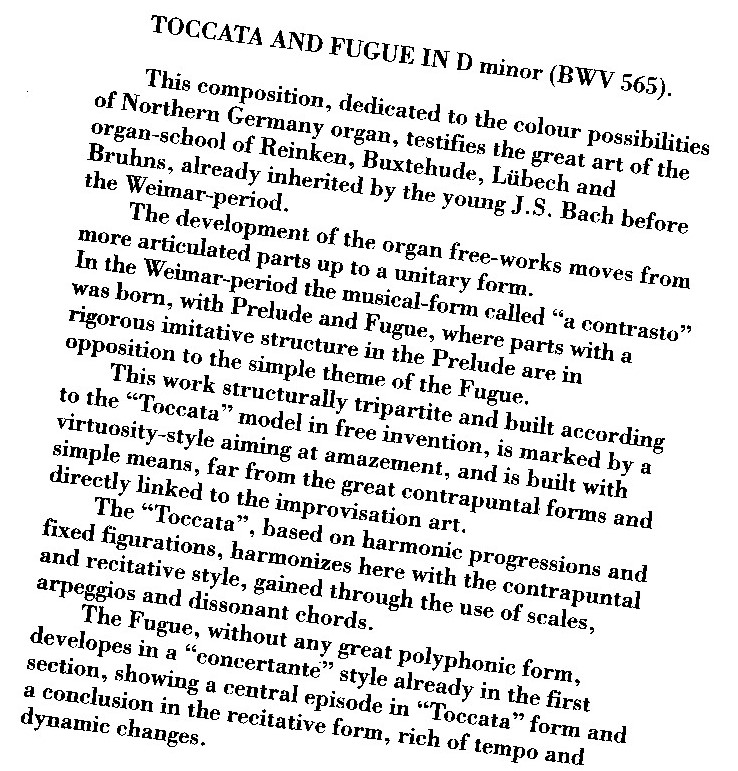 TOCCATA AND FUGUE IN D minor (BWV 565).
This composition, dedicated to the colour possibilities
of Northern Germany organ, testifies the great art of the
organ-school of Reinken, Buxtehude, Lübech and
Bruhns, already inherited by the young J.S. Bach before
the Weimar-period.
The development of the organ free-works moves from
more articulated parts up to a unitary form.
In the Weimar-period the musical-form called “a contrasto”
was born, with Prelude and Fugue, where parts with a
rigorous imitative structure in the Prelude are in
opposition to the simple theme of the Fugue.
This work structurally tripartite and built according
to the “Toccata” model in free invention, is marked by a
virtuosity-style aiming at amazement, and is built with
simple means, far from the great contrapuntal forms and
directly linked to the improvisation art.
The “Toccata”, based on harmonic progressions and
fixed figurations, harmonizes here with the contrapuntal
and recitative style, gained through the use of scales,
arpeggios and dissonant chords.
The Fugue, without any great polyphonic form,
developes in a “concertante” style already in the first
section, showing a central episode in “Toccata” form and
a conclusion in the recitative form, rich of tempo and
dynamic changes.